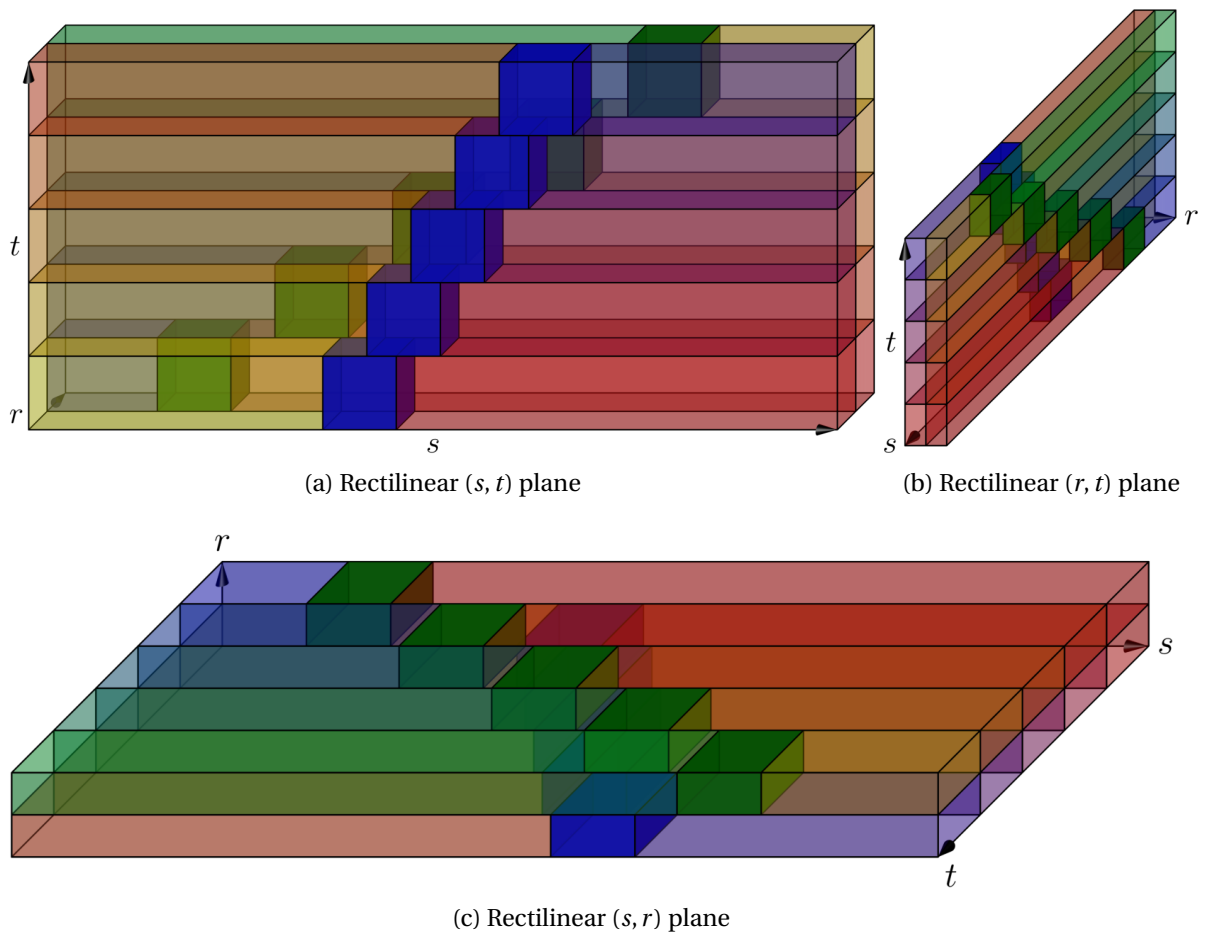 t
r
s
(a) Rectilinear (s, t) plane
r
t
s
(b) Rectilinear (r, t) plane
r
s
t
(c) Rectilinear (s, r) plane